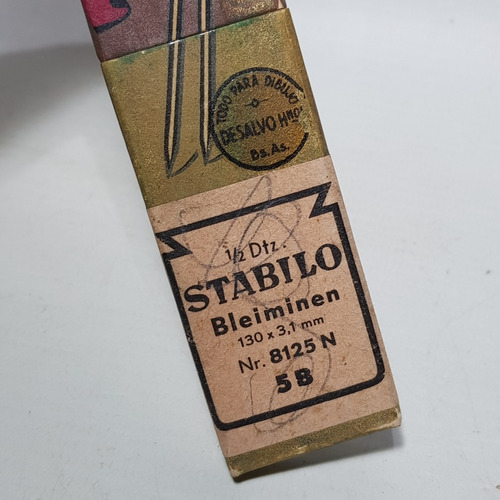 TODO PARA DIBUJO
DESALVO Hnos
Bs.As.
1/2 Dtz.
STABILO
Bleiminen
130 x 3,1 mm
Nr. 8125 N
5B